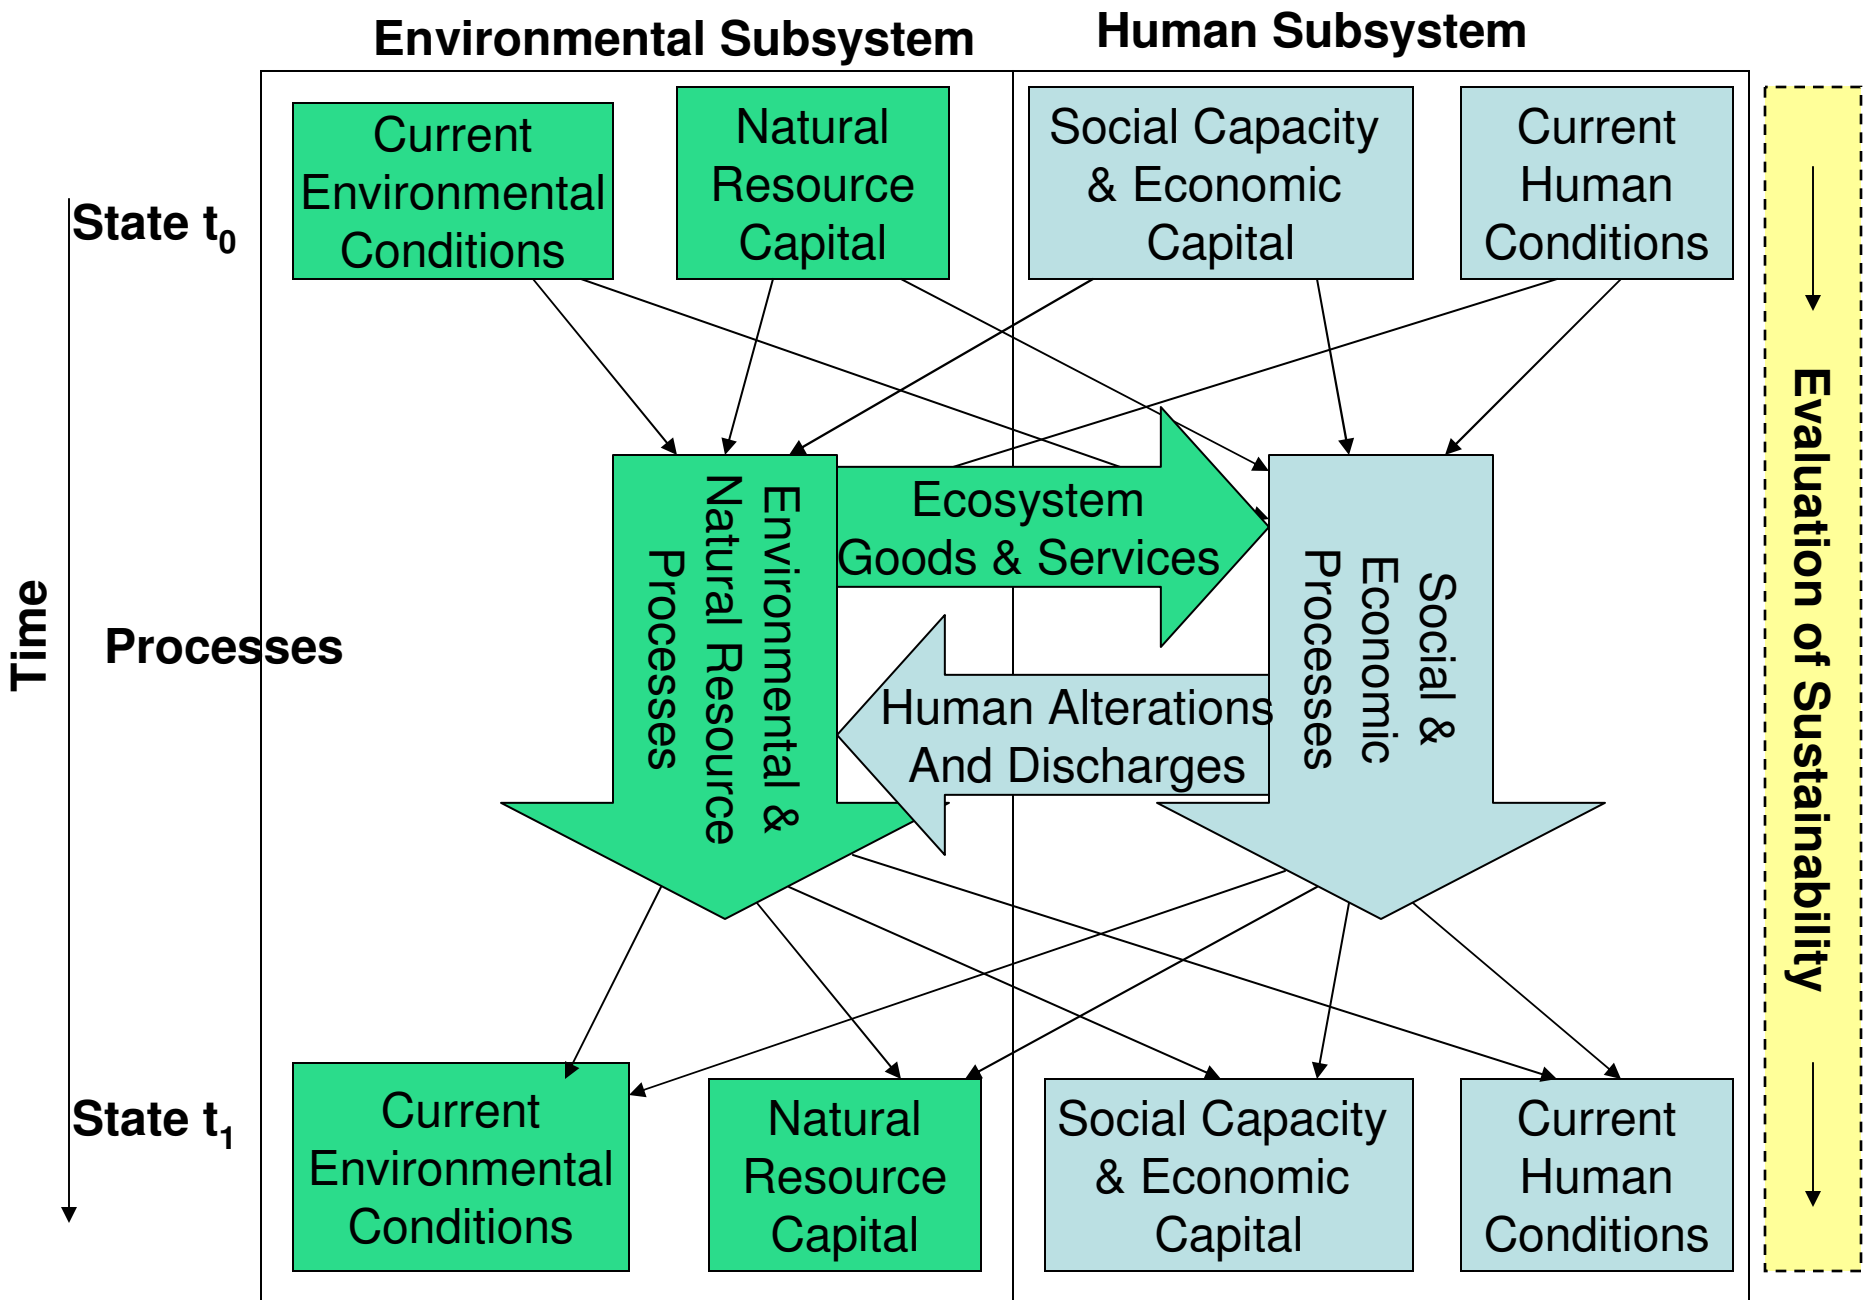 Environmental Subsystem
Human Subsystem
Current
Environmental
Conditions
Natural
Resource
Capital
Social Capacity
& Economic
Capital
Current
Human
Conditions
State t0
Time
Processes
Environmental &
Natural Resource
Processes
Ecosystem
Goods & Services
Human Alterations
And Discharges
Social &
Economic
Processes
Evaluation of Sustainability
State t1
Current
Environmental
Conditions
Natural
Resource
Capital
Social Capacity
& Economic
Capital
Current
Human
Conditions